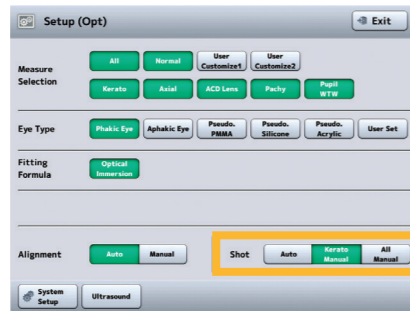 Setup (Opt)
Exit
Measure
Selection
All
Normal
User
Customize1
User
Customize2
Kerato
Axial
ACD Lens
Pachy
Pupil
WTW
Eye Type
Phakic Eye
Aphakic Eye
Pseudo.
PMMA
Pseudo.
Silicone
Pseudo.
Acrylic
User Set
Fitting
Formula
Optical
Immersion
Alignment
Auto
Manual
Shot
Auto
Kerato
Manual
All
Manual
System
Setup
Ultrasound